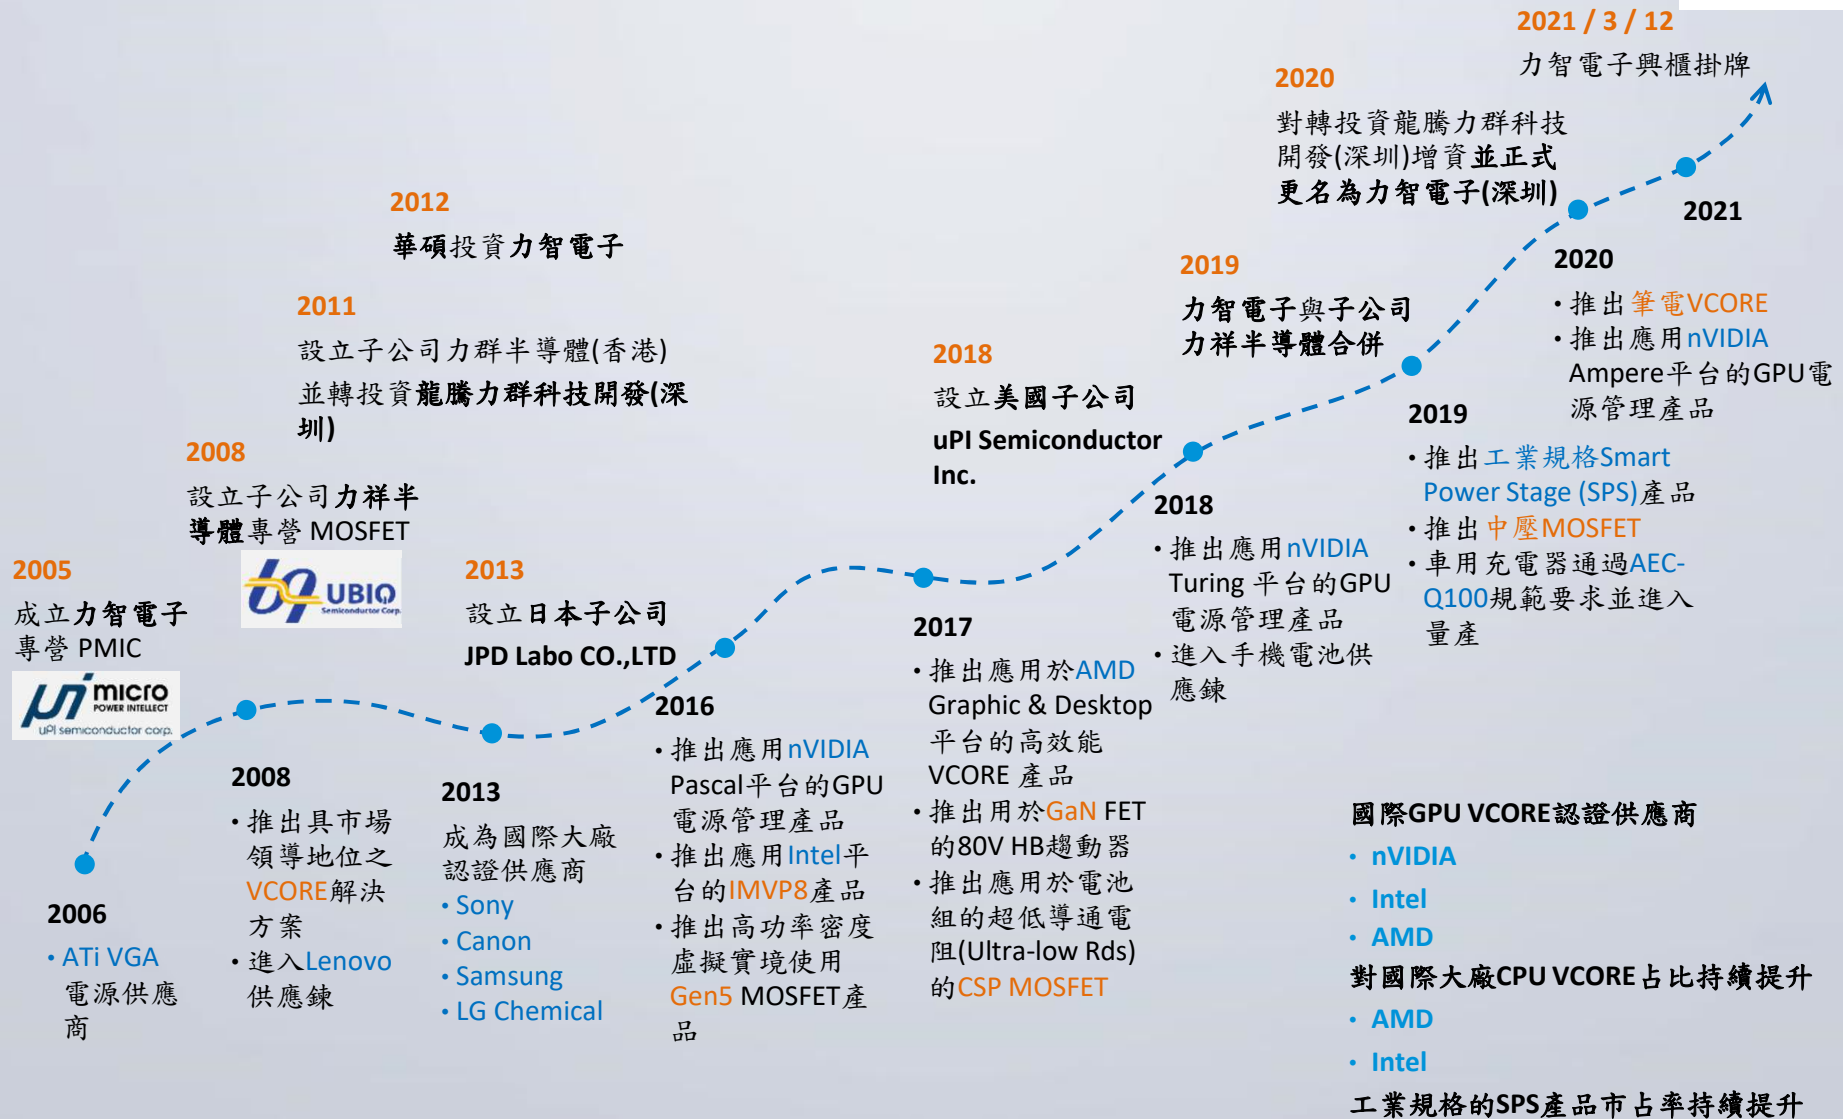 2005
成立力智電子
專營 PMIC
micro
POWER INTELLECT
uPI semiconductor corp.
2006
• ATi VGA
電源供應
商
2008
設立子公司力祥半
導體專營 MOSFET
UBIQ
Semiconductor Corp.
2008
• 推出具市場
領導地位之
VCORE解決
方案
• 進入Lenovo
供應鍊
2011
設立子公司力群半導體(香港)
並轉投資龍騰力群科技開發(深
圳)
2012
華碩投資力智電子
2013
設立日本子公司
JPD Labo CO.,LTD
2013
成為國際大廠
認證供應商
• Sony
• Canon
• Samsung
• LG Chemical
2016
• 推出應用nVIDIA
Pascal平台的GPU
電源管理產品
• 推出應用Intel平
台的IMVP8產品
• 推出高功率密度
虛擬實境使用
Gen5 MOSFET產
品
2017
• 推出應用於AMD
Graphic & Desktop
平台的高效能
VCORE 產品
• 推出用於GaN FET
的80V HB趨動器
• 推出應用於電池
組的超低導通電
阻(Ultra-low Rds)
的CSP MOSFET
2018
設立美國子公司
uPI Semiconductor
Inc.
2018
• 推出應用nVIDIA
Turing 平台的GPU
電源管理產品
• 進入手機電池供
應鍊
2019
力智電子與子公司
力祥半導體合併
2019
• 推出工業規格Smart
Power Stage (SPS)產品
• 推出中壓MOSFET
• 車用充電器通過AEC-
Q100規範要求並進入
量產
2020
對轉投資龍騰力群科技
開發(深圳)增資並正式
更名為力智電子(深圳)
2020
• 推出筆電VCORE
• 推出應用nVIDIA
Ampere平台的GPU電
源管理產品
2021 / 3 / 12
力智電子興櫃掛牌
2021
國際GPU VCORE認證供應商
• nVIDIA
• Intel
• AMD
對國際大廠CPU VCORE占比持續提升
• AMD
• Intel
工業規格的SPS產品市占率持續提升